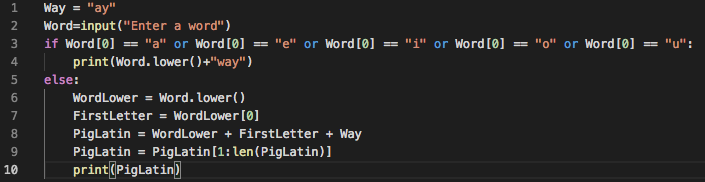 1 Way = "ay"
2 Word=input("Enter a word")
3 if Word[0] == "a" or Word[0] == "e" or Word[0] == "i" or Word[0] == "o" or Word[0] == "u":
4     print(Word.lower()+"way")
5 else:
6     WordLower = Word.lower()
7     FirstLetter = WordLower[0]
8     PigLatin = WordLower + FirstLetter + Way
9     PigLatin = PigLatin[1:len(PigLatin)]
10     print(PigLatin)